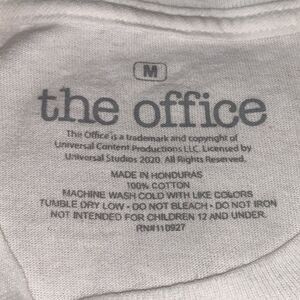 M
the office
The Office is a trademark and copyright of
Universal Content Productions LLC. Licensed by
Universal Studios 2020. All Rights Reserved.
MADE IN HONDURAS
100% COTTON
MACHINE WASH COLD WITH LIKE COLORS
TUMBLE DRY LOW - DO NOT BLEACH - DO NOT IRON
NOT INTENDED FOR CHILDREN 12 AND UNDER.
RN#110927